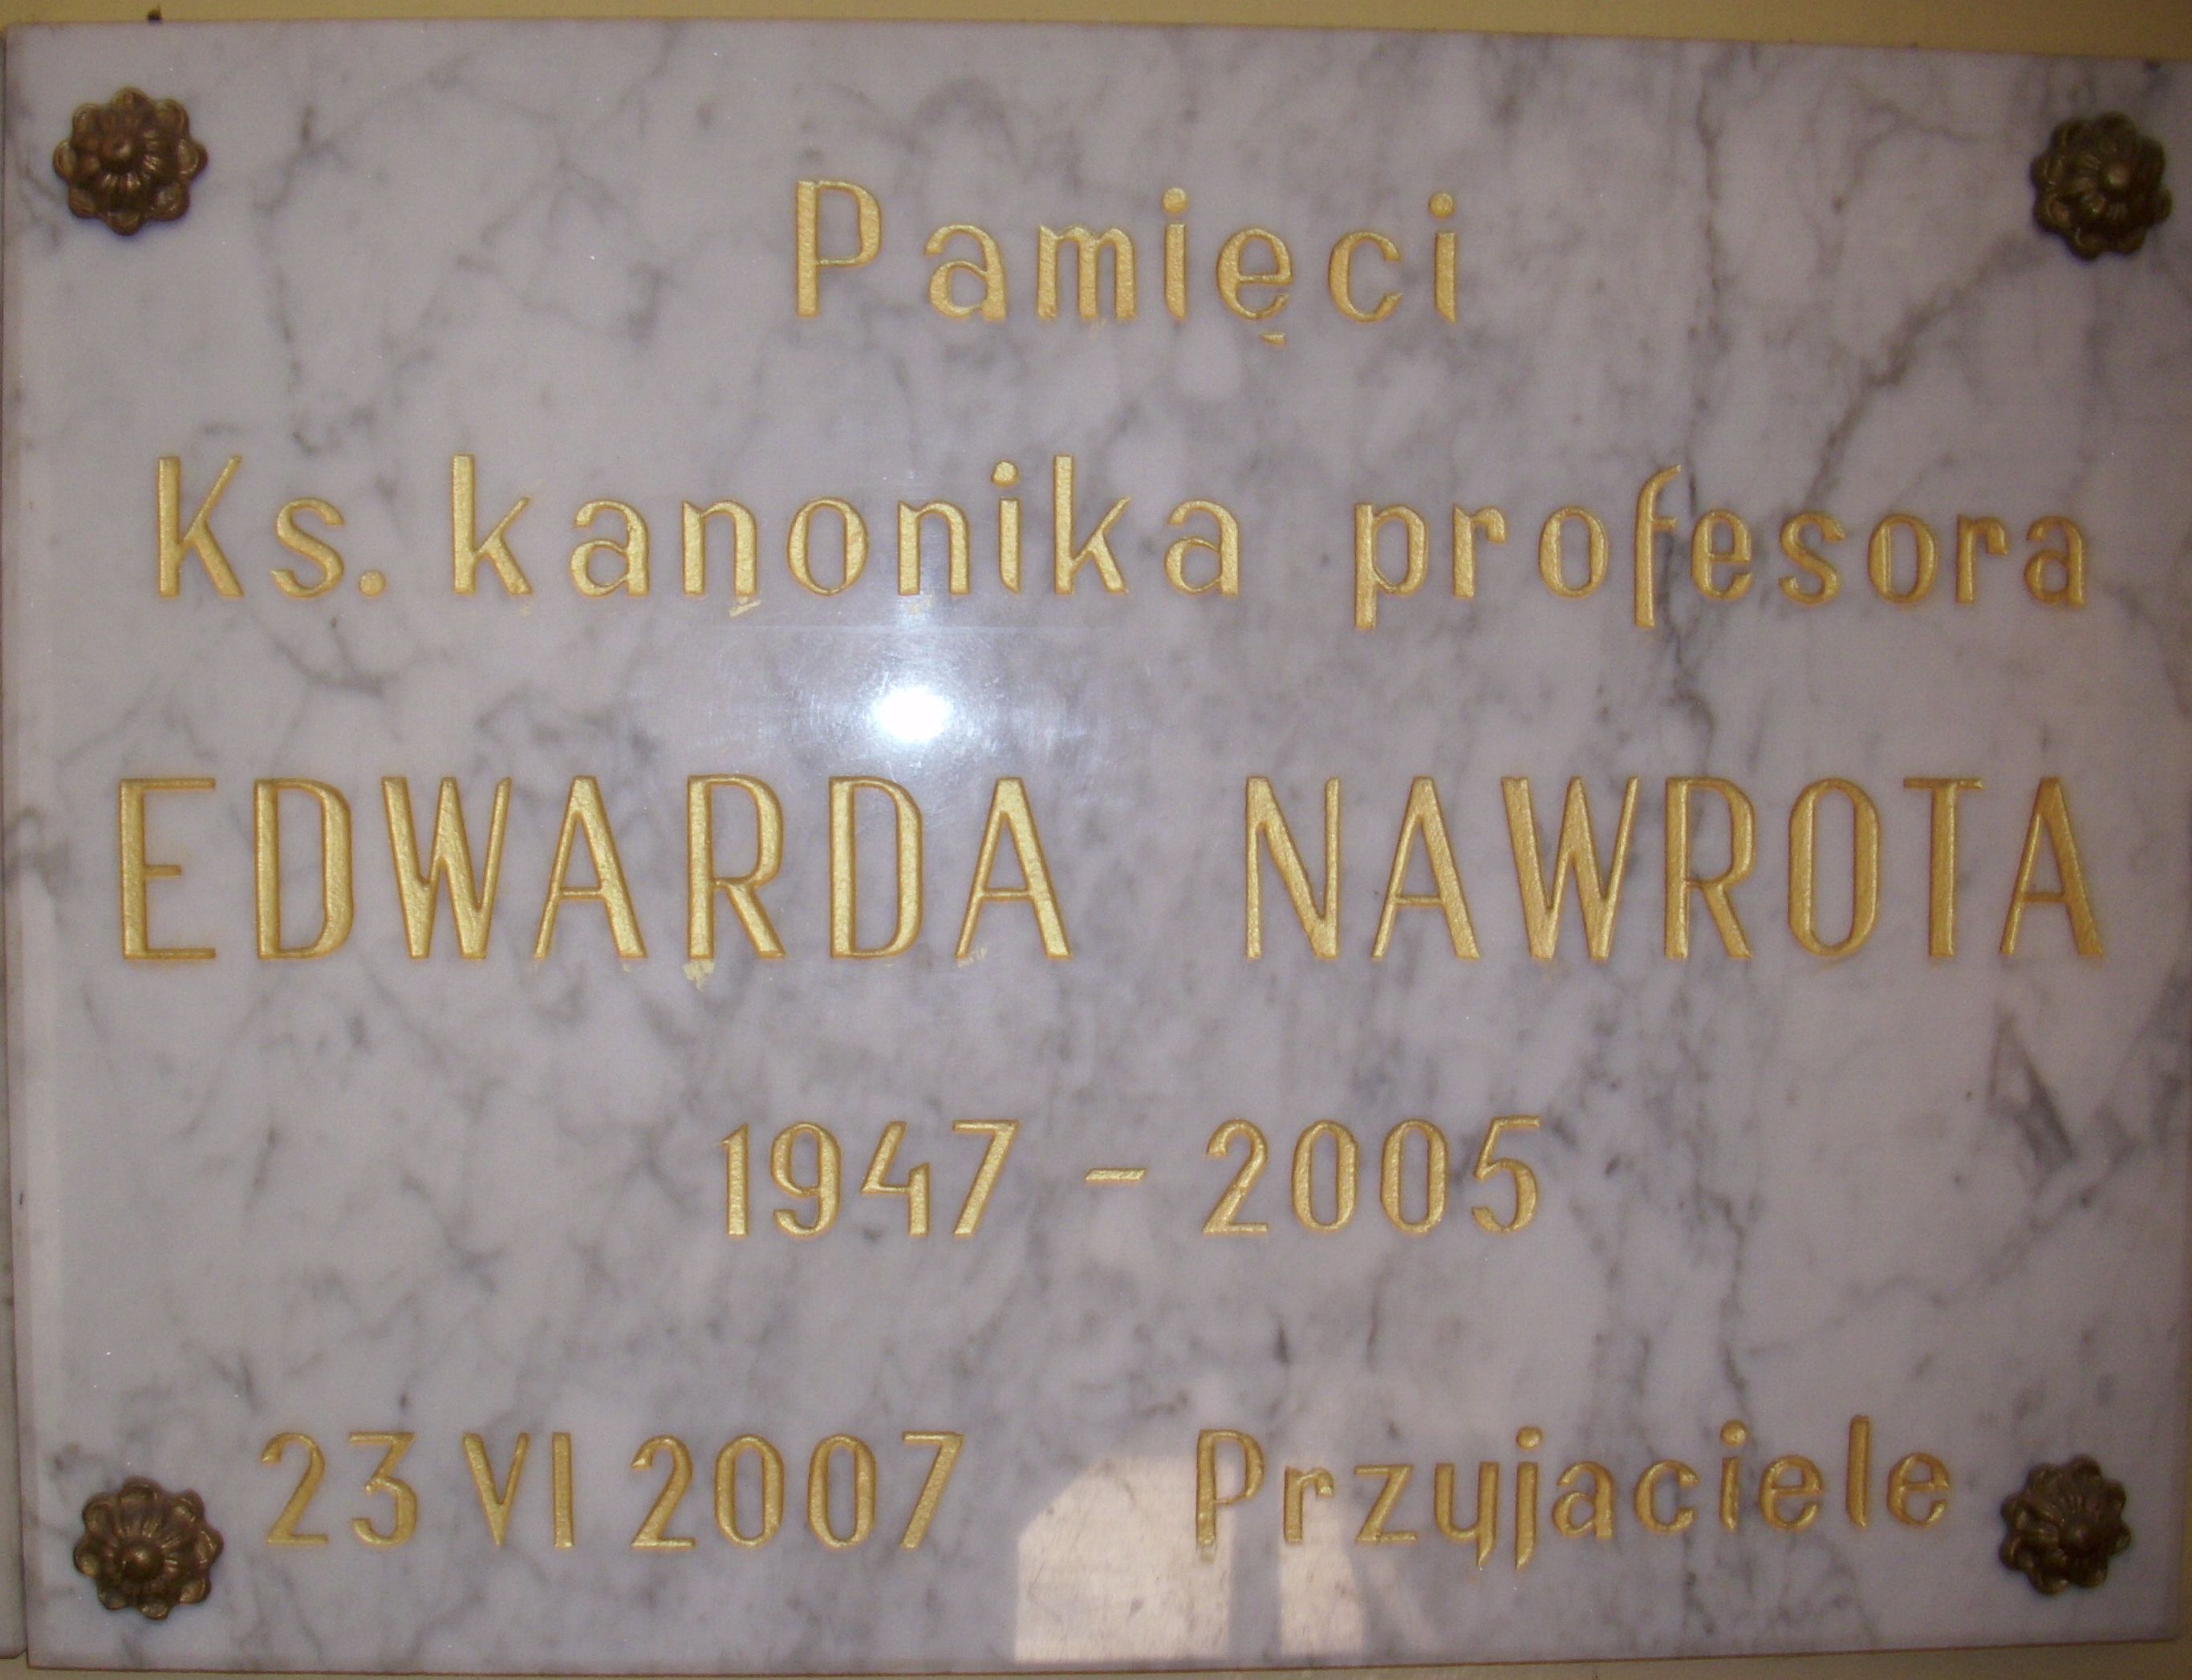 Pamięci
Ks. kanonika profesora
EDWARDA NAWROTA
1947 - 2005
23 VI 2007 Przyjaciele